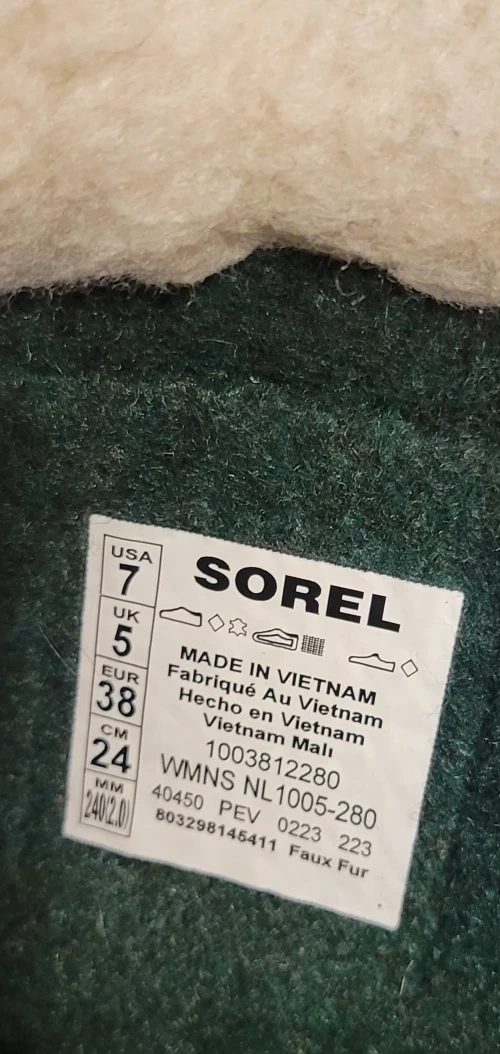 USA
7
UK
5
EUR
38
CM
24
MM
240(2.0)
SOREL
MADE IN VIETNAM
Fabriqué Au Vietnam
Hecho en Vietnam
Vietnam Malı
1003812280
WMNS NL1005-280
40450 PEV 0223 223
803298145411 Faux Fur